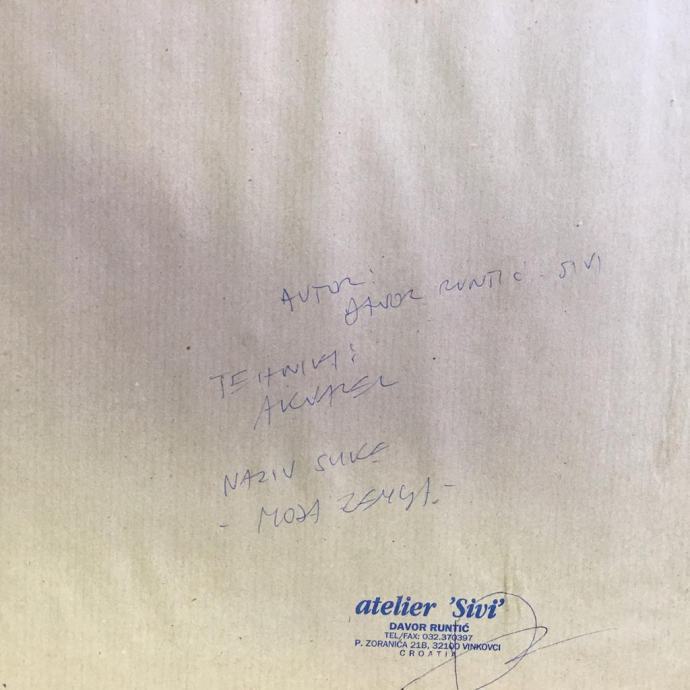 AUTOR:
DAVOR RUNTIĆ - SIVI
TEHNIKA:
AKVAREL
NAZIV SLIKE
- MOJA ZEMLJA -
atelier 'Sivi'
DAVOR RUNTIĆ
TEL/FAX: 032.370397
P. ZORANIĆA 21B, 32100 VINKOVCI
CROATIA